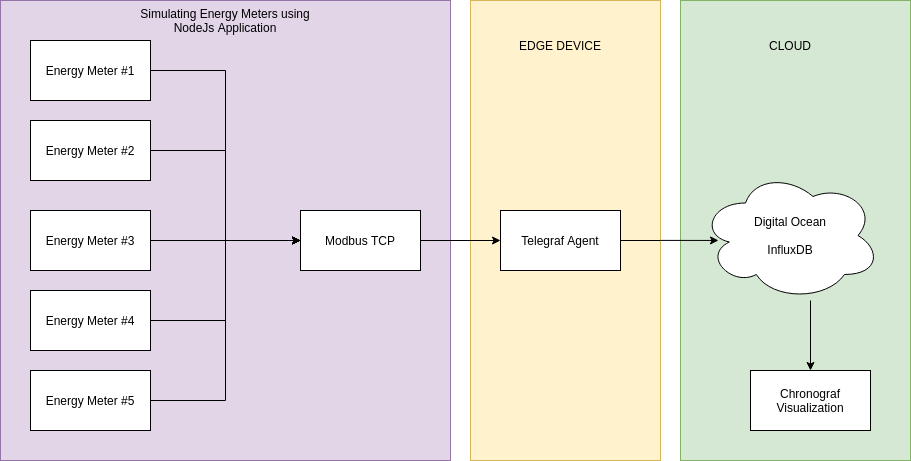 Simulating Energy Meters using
NodeJs Application
Energy Meter #1
Energy Meter #2
Energy Meter #3
Energy Meter #4
Energy Meter #5
Modbus TCP
EDGE DEVICE
Telegraf Agent
CLOUD
Digital Ocean
InfluxDB
Chronograf
Visualization